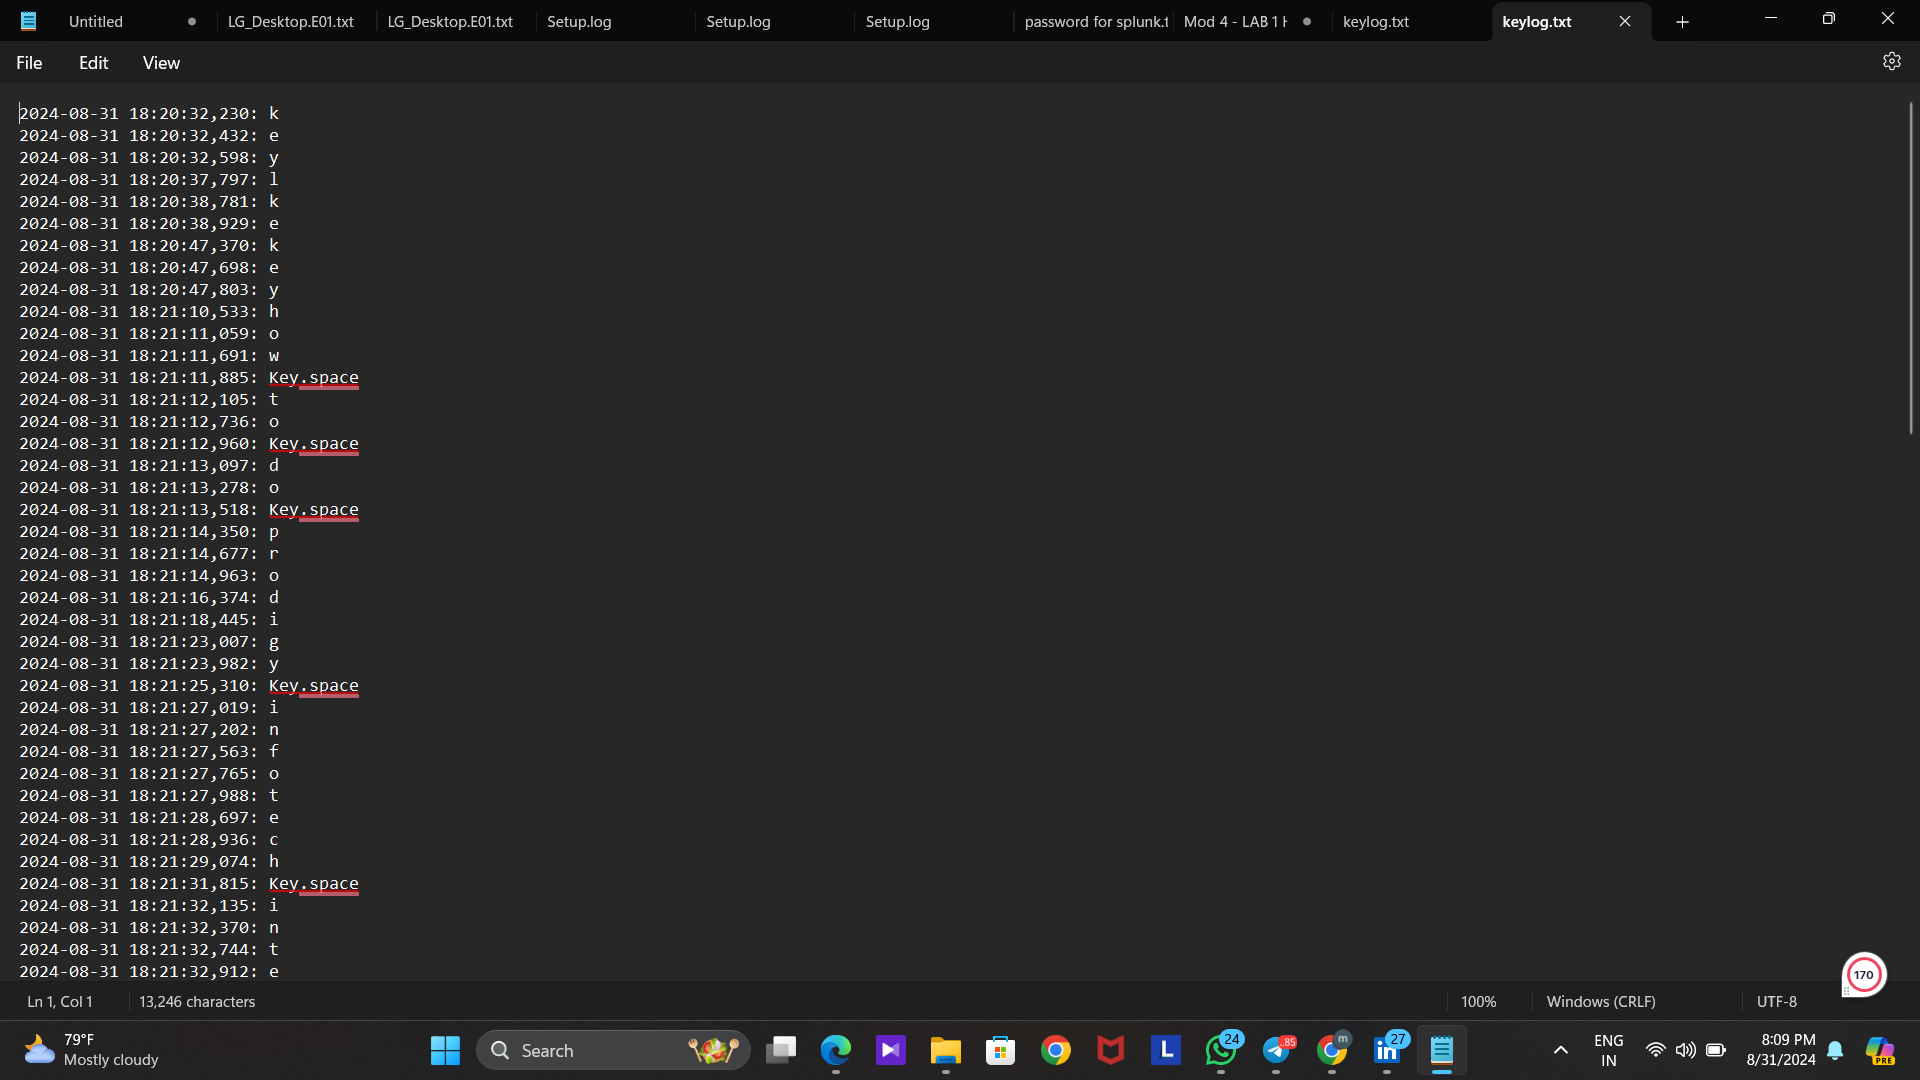 Untitled
LG_Desktop.E01.txt
LG_Desktop.E01.txt
Setup.log
Setup.log
Setup.log
password for splunk.t
Mod 4 - LAB 1
keylog.txt
keylog.txt
File Edit View
2024-08-31 18:20:32,230: k
2024-08-31 18:20:32,432: e
2024-08-31 18:20:32,598: y
2024-08-31 18:20:37,797: l
2024-08-31 18:20:38,781: k
2024-08-31 18:20:38,929: e
2024-08-31 18:20:47,370: k
2024-08-31 18:20:47,698: e
2024-08-31 18:20:47,803: y
2024-08-31 18:21:10,533: h
2024-08-31 18:21:11,059: o
2024-08-31 18:21:11,691: w
2024-08-31 18:21:11,885: Key.space
2024-08-31 18:21:12,105: t
2024-08-31 18:21:12,736: o
2024-08-31 18:21:12,960: Key.space
2024-08-31 18:21:13,097: d
2024-08-31 18:21:13,278: o
2024-08-31 18:21:13,518: Key.space
2024-08-31 18:21:14,350: p
2024-08-31 18:21:14,677: r
2024-08-31 18:21:14,963: o
2024-08-31 18:21:16,374: d
2024-08-31 18:21:18,445: i
2024-08-31 18:21:23,007: g
2024-08-31 18:21:23,982: y
2024-08-31 18:21:25,310: Key.space
2024-08-31 18:21:27,019: i
2024-08-31 18:21:27,202: n
2024-08-31 18:21:27,563: f
2024-08-31 18:21:27,765: o
2024-08-31 18:21:27,988: t
2024-08-31 18:21:28,697: e
2024-08-31 18:21:28,936: c
2024-08-31 18:21:29,074: h
2024-08-31 18:21:31,815: Key.space
2024-08-31 18:21:32,135: i
2024-08-31 18:21:32,370: n
2024-08-31 18:21:32,744: t
2024-08-31 18:21:32,912: e
170
Ln 1, Col 1 13,246 characters 100% Windows (CRLF) UTF-8
79°F
Mostly cloudy
Search
L
24
..85
m
in
27
ENG
IN
8:09 PM
8/31/2024
PRE